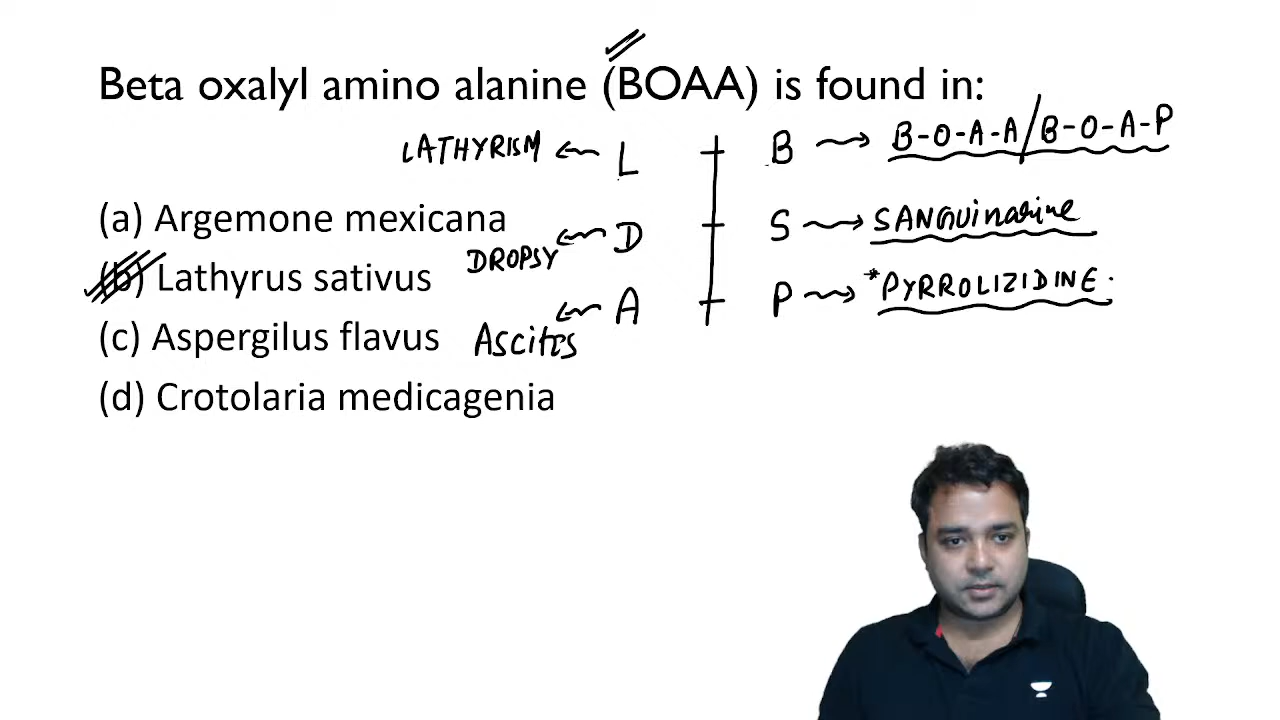 Beta oxalyl amino alanine (BOAA) is found in:
LATHYRISM ← L B → B-O-A-A/B-O-A-P
(a) Argemone mexicana
DROPSY ← D S → SANGUINARINE
(b) Lathyrus sativus
(c) Aspergilus flavus
Ascites ← A P → *PYRROLIZIDINE.
(d) Crotolaria medicagenia